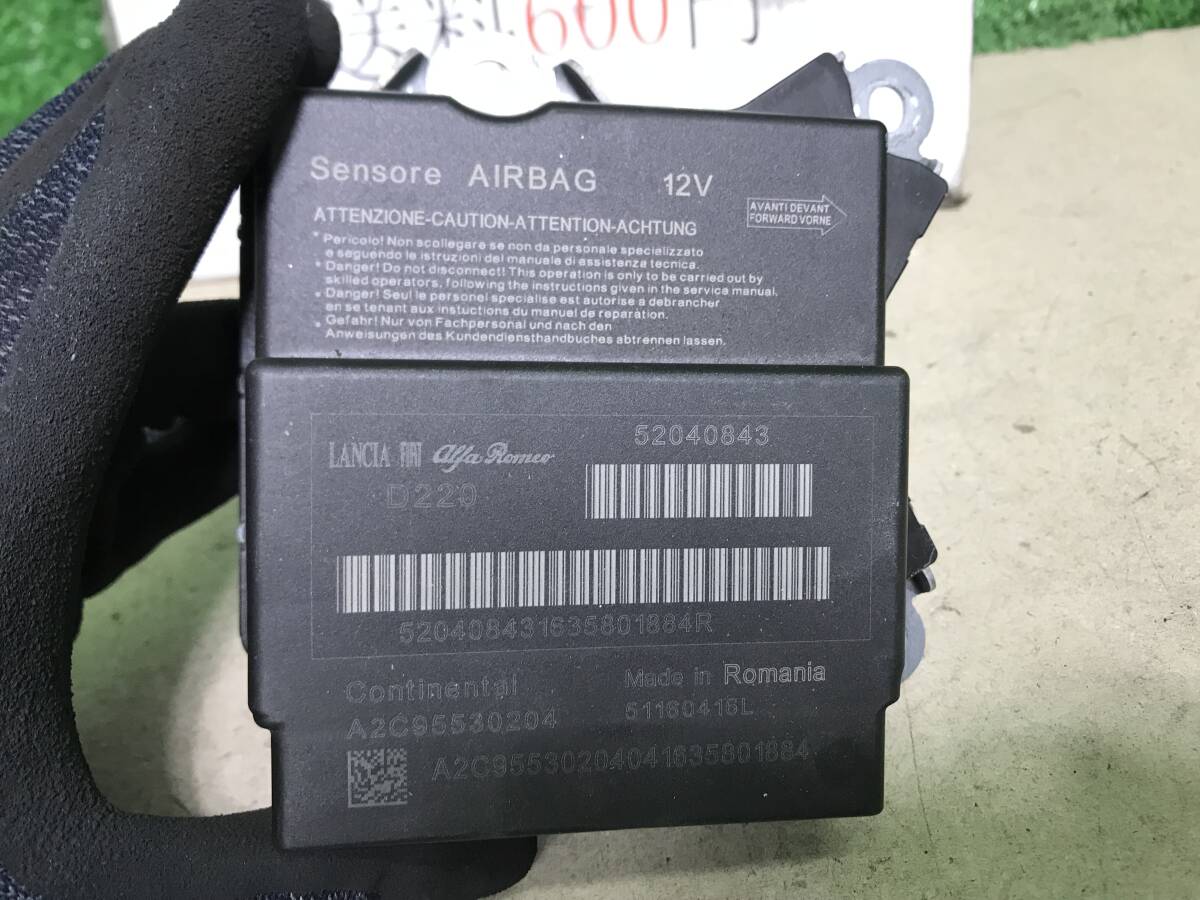 送料600円
Sensore AIRBAG 12V
AVANTI DEVANT
FORWARD VORNE
ATTENZIONE-CAUTION-ATTENTION-ACHTUNG
* Pericolo! Non scollegare se non da personale specializzato
e seguendo le istruzioni del manuale di assistenza tecnica.
* Danger! Do not disconnect! This operation is only to be carried out by
skilled operators, following the instructions given in the service manual.
* Danger! Seul le personel specialise est autorise a debrancher
en se tenant aux instuctions du manuel de reparation.
* Gefahr! Nur von Fachpersonal und nach den
Anweisungen des Kundendiensthandbuches abtrennen lassen.
52040843
LANCIA FIAT Alfa Romeo
D220
520408431635801884R
Continental Made in Romania
A2C95530204 51160416L
A2C95530204041635801884